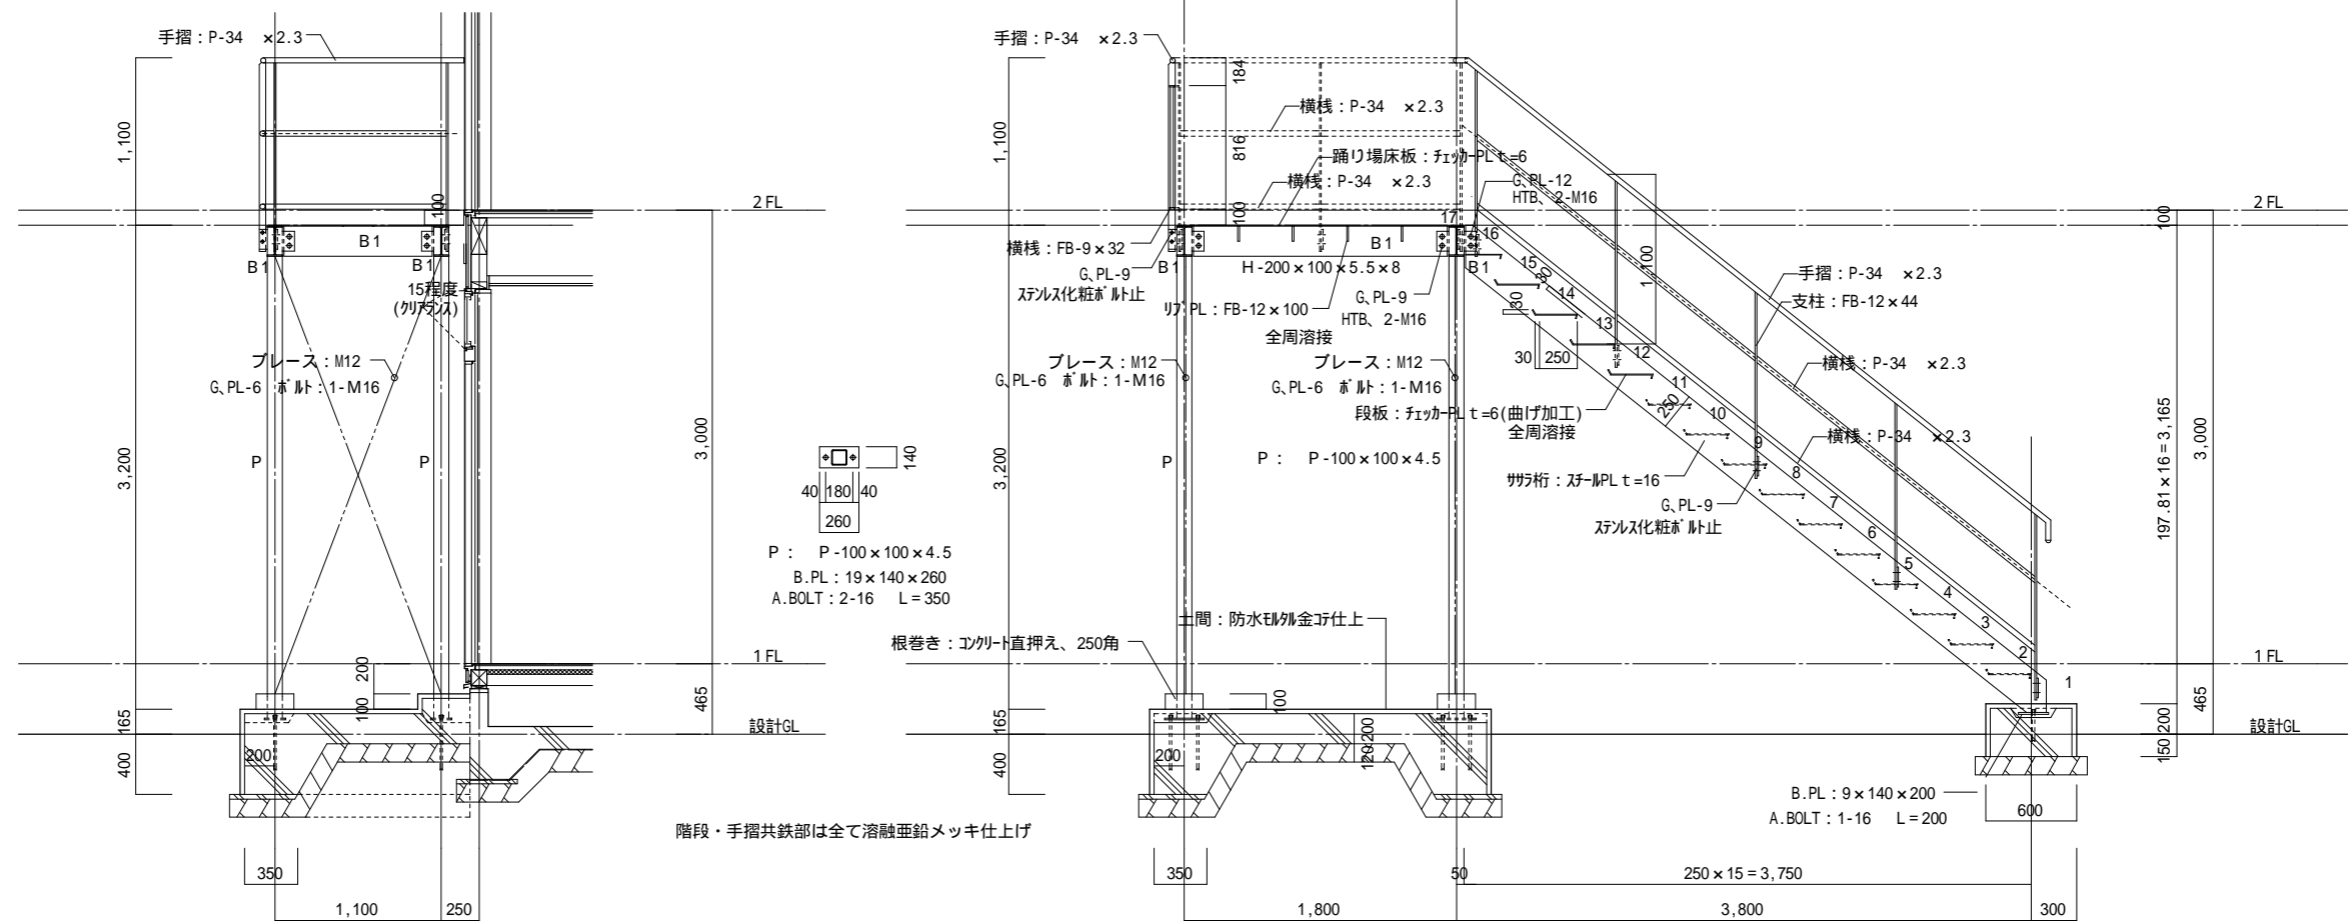 手摺：P-34　×2.3
1,100
100
2 FL
B1
B1
B1
15程度
(クリアランス)
ブレース：M12
G､PL-6　ボルト：1-M16
P
P
3,200
3,000
140
40
180
40
260
P：　P-100×100×4.5
B.PL：19×140×260
A.BOLT：2-16　L=350
1 FL
200
100
165
465
設計GL
400
200
階段・手摺共鉄部は全て溶融亜鉛メッキ仕上げ
350
1,100
250
手摺：P-34　×2.3
184
1,100
横桟：P-34　×2.3
816
踊り場床板：チェッカーPLｔ=6
横桟：P-34　×2.3
G､PL-12
HTB、2-M16
100
17
16
2 FL
100
横桟：FB-9×32
B1
B1
H-200×100×5.5×8
B1
G､PL-9
ステンレス化粧ボルト止
リブPL：FB-12×100
全周溶接
G､PL-9
HTB、2-M16
15
30
14
30
13
12
1,100
手摺：P-34　×2.3
支柱：FB-12×44
30
250
ブレース：M12
G､PL-6　ボルト：1-M16
ブレース：M12
G､PL-6　ボルト：1-M16
横桟：P-34　×2.3
11
250
10
段板：チェッカーPLｔ=6(曲げ加工)
全周溶接
横桟：P-34　×2.3
9
8
7
6
5
4
3
2
1
P
P：　P-100×100×4.5
3,200
ササラ桁：スチールPLｔ=16
G､PL-9
ステンレス化粧ボルト止
197.81×16=3,165
3,000
土間：防水モルタル金コテ仕上
根巻き：コンクリート直押え、250角
1 FL
100
165
200
120
200
400
465
200
150
設計GL
B.PL：9×140×200
A.BOLT：1-16　L=200
600
350
50
250×15=3,750
1,800
3,800
300